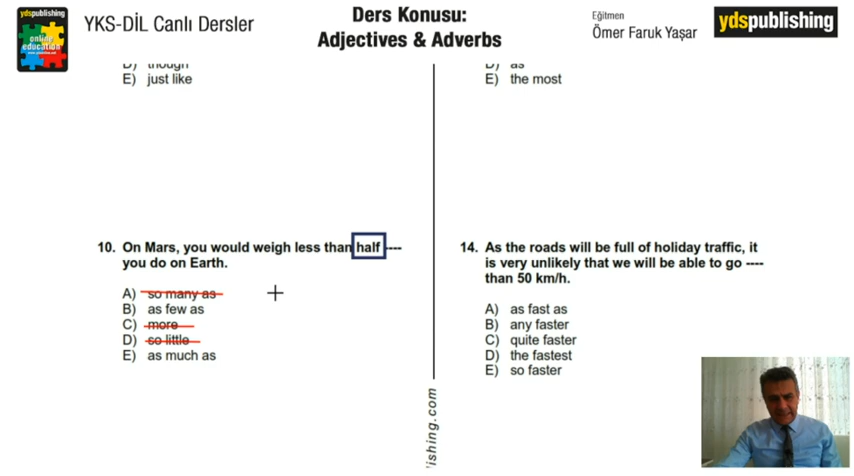 ydspublishing
online
education
YKS-DİL Canlı Dersler
Ders Konusu:
Adjectives & Adverbs
Eğitmen
Ömer Faruk Yaşar
ydspublishing
D) though
E) just like
10. On Mars, you would weigh less than half ----
you do on Earth.
A) so many as
B) as few as
C) more
D) so little
E) as much as
D) as
E) the most
14. As the roads will be full of holiday traffic, it
is very unlikely that we will be able to go ----
than 50 km/h.
A) as fast as
B) any faster
C) quite faster
D) the fastest
E) so faster
ishing.com